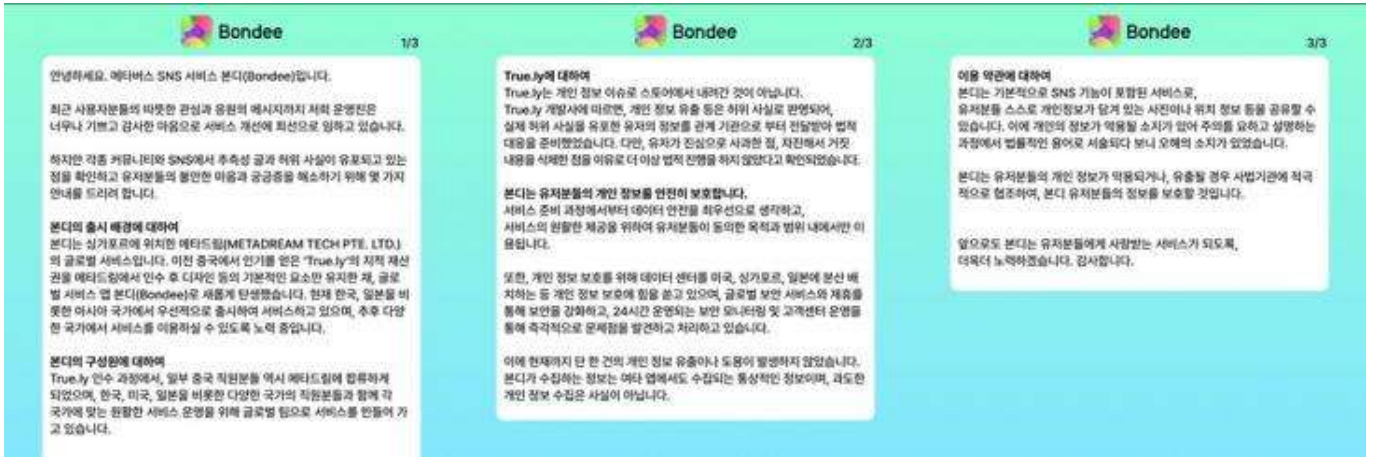 Bondee
1/3
안녕하세요. 메타버스 SNS 서비스 본디(Bondee)입니다.
최근 사용자분들의 따뜻한 관심과 응원의 메시지까지 저희 운영진은
너무나 기쁘고 감사한 마음으로 서비스 개선에 최선으로 임하고 있습니다.
하지만 각종 커뮤니티와 SNS에서 추측성 글과 허위 사실이 유포되고 있는
점을 확인하고 유저분들의 불안한 마음과 궁금증을 해소하기 위해 몇 가지
안내를 드리려 합니다.
본디의 출시 배경에 대하여
본디는 싱가포르에 위치한 메타드림(METADREAM TECH PTE. LTD.)
의 글로벌 서비스입니다. 이전 중국에서 인기를 얻은 'True.ly'의 지적 재산
권을 메타드림에서 인수 후 디자인 등의 기본적인 요소만 유지한 채, 글로
벌 서비스 앱 본디(Bondee)로 새롭게 탄생했습니다. 현재 한국, 일본을 비
롯한 아시아 국가에서 우선적으로 출시하여 서비스하고 있으며, 추후 다양
한 국가에서 서비스를 이용하실 수 있도록 노력 중입니다.
본디의 구성원에 대하여
True.ly 인수 과정에서, 일부 중국 직원분들 역시 메타드림에 합류하게
되었으며, 한국, 미국, 일본을 비롯한 다양한 국가의 직원분들과 함께 각
국가에 맞는 원활한 서비스 운영을 위해 글로벌 팀으로 서비스를 만들어 가
고 있습니다.
Bondee
2/3
True.ly에 대하여
True.ly는 개인 정보 이슈로 스토어에서 내려간 것이 아닙니다.
True.ly 개발사에 따르면, 개인 정보 유출 등은 허위 사실로 판명되어,
실제 허위 사실을 유포한 유저의 정보를 관계 기관으로 부터 전달받아 법적
대응을 준비했었습니다. 다만, 유저가 진심으로 사과한 점, 자진해서 거짓
내용을 삭제한 점을 이유로 더 이상 법적 진행을 하지 않았다고 확인되었습니다.
본디는 유저분들의 개인 정보를 안전히 보호합니다.
서비스 준비 과정에서부터 데이터 안전을 최우선으로 생각하고,
서비스의 원활한 제공을 위하여 유저분들이 동의한 목적과 범위 내에서만 이
용됩니다.
또한, 개인 정보 보호를 위해 데이터 센터를 미국, 싱가포르, 일본에 분산 배
치하는 등 개인 정보 보호에 힘을 쏟고 있으며, 글로벌 보안 서비스와 제휴를
통해 보안을 강화하고, 24시간 운영되는 보안 모니터링 및 고객센터 운영을
통해 즉각적으로 문제점을 발견하고 처리하고 있습니다.
이에 현재까지 단 한 건의 개인 정보 유출이나 도용이 발생하지 않았습니다.
본디가 수집하는 정보는 여타 앱에서도 수집되는 통상적인 정보이며, 과도한
개인 정보 수집은 사실이 아닙니다.
Bondee
3/3
이용 약관에 대하여
본디는 기본적으로 SNS 기능이 포함된 서비스로,
유저분들 스스로 개인정보가 담겨 있는 사진이나 위치 정보 등을 공유할 수
있습니다. 이에 개인의 정보가 악용될 소지가 있어 주의를 요하고 설명하는
과정에서 법률적인 용어로 서술되다 보니 오해의 소지가 있었습니다.
본디는 유저분들의 개인 정보가 악용되거나, 유출될 경우 사법기관에 적극
적으로 협조하여, 본디 유저분들의 정보를 보호할 것입니다.
앞으로도 본디는 유저분들에게 사랑받는 서비스가 되도록,
더욱더 노력하겠습니다. 감사합니다.